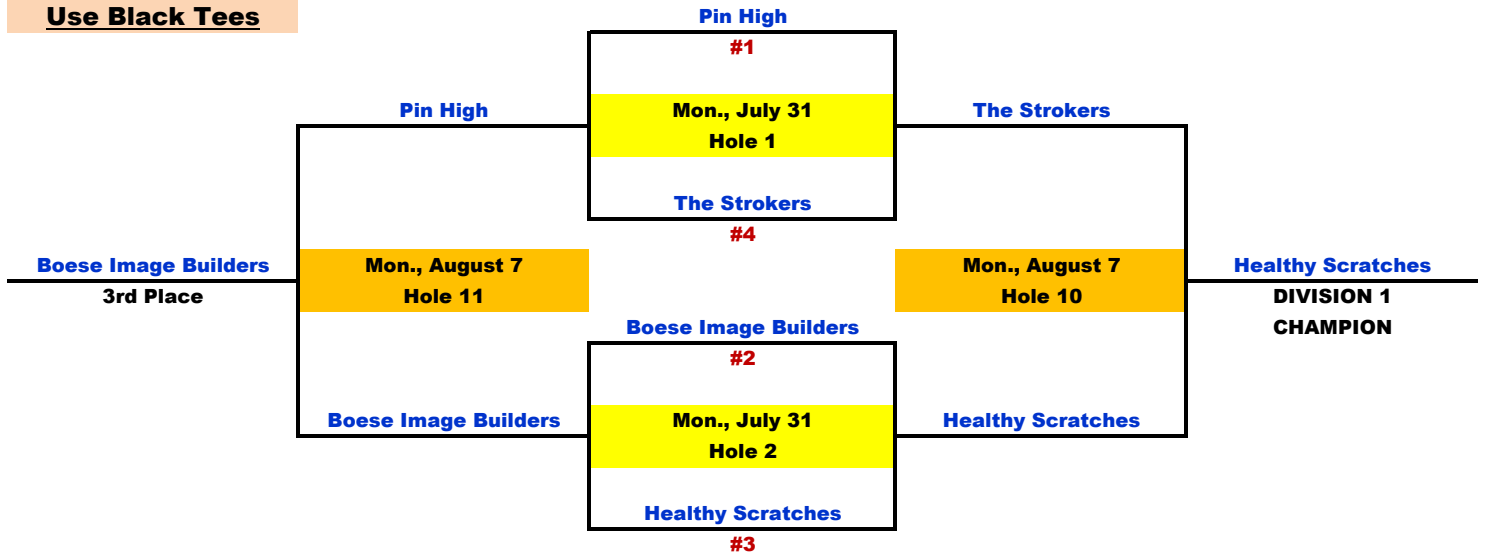 Use Black Tees
Pin High
#1
Pin High
Mon., July 31
Hole 1
The Strokers
The Strokers
#4
Boese Image Builders
3rd Place
Mon., August 7
Hole 11
Mon., August 7
Hole 10
Healthy Scratches
DIVISION 1
CHAMPION
Boese Image Builders
#2
Boese Image Builders
Mon., July 31
Hole 2
Healthy Scratches
Healthy Scratches
#3